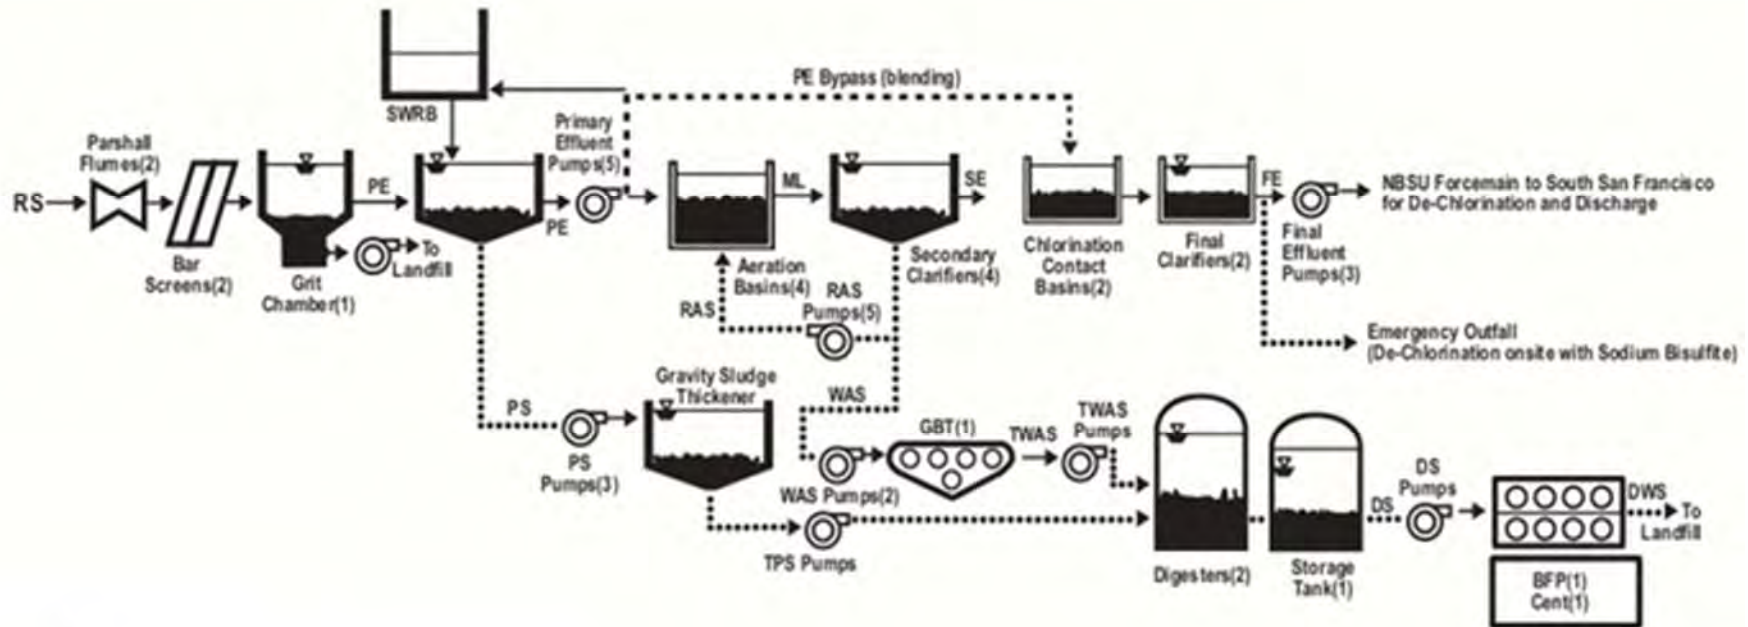 PE Bypass (blending)
SWRB
Primary
Effluent
Pumps(5)
Parshall
Flumes(2)
RS
PE
PE
ML
SE
FE
NBSU Forcemain to South San Francisco
for De-Chlorination and Discharge
Bar
Screens(2)
Grit
Chamber(1)
To
Landfill
Aeration
Basins(4)
Secondary
Clarifiers(4)
Chlorination
Contact
Basins(2)
Final
Clarifiers(2)
Final
Effluent
Pumps(3)
RAS
RAS
Pumps(5)
Emergency Outfall
(De-Chlorination onsite with Sodium Bisulfite)
Gravity Sludge
Thickener
WAS
PS
PS
Pumps(3)
GBT(1)
TWAS
TWAS
Pumps
WAS Pumps(2)
TPS Pumps
Digesters(2)
Storage
Tank(1)
DS
DS
Pumps
DWS
To
Landfill
BFP(1)
Cent(1)